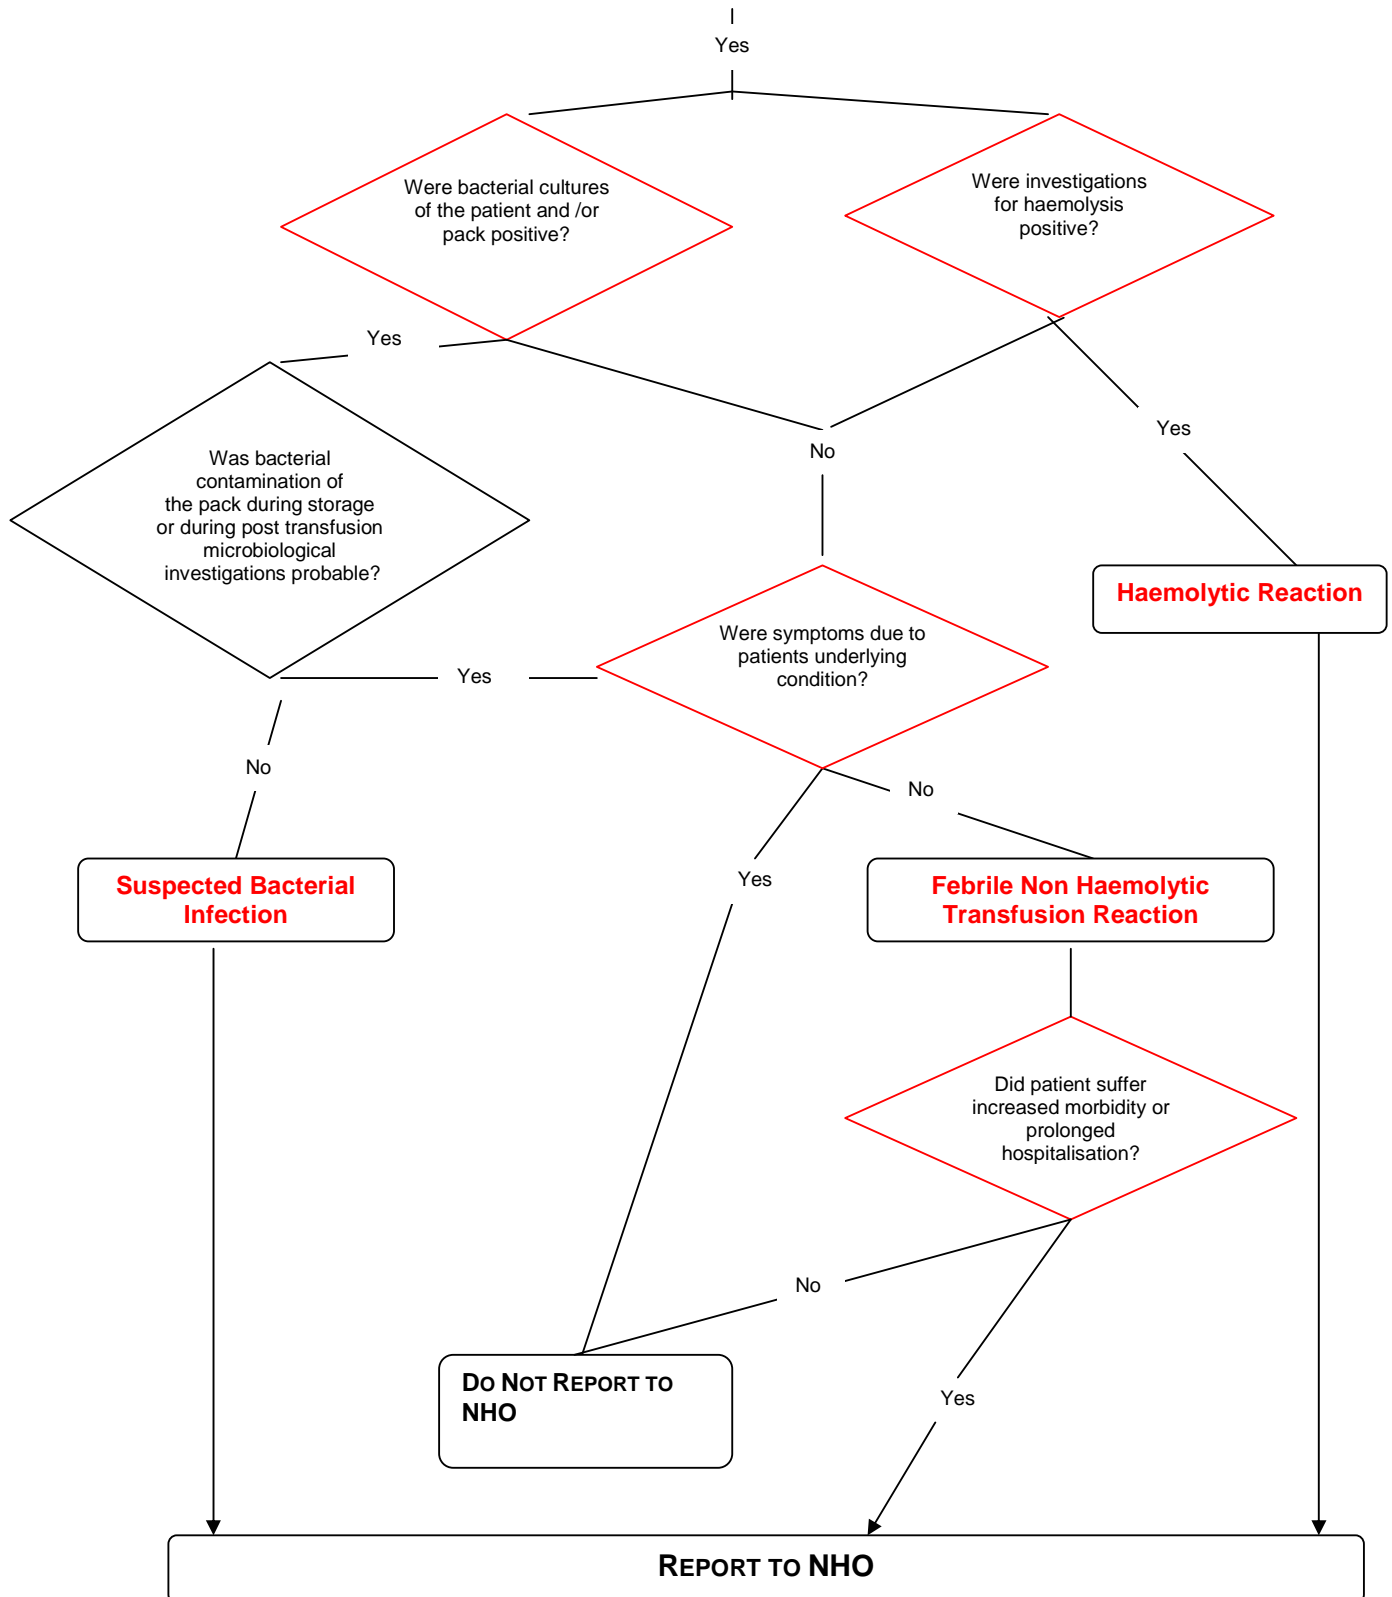 Yes
Were bacterial cultures
of the patient and /or
pack positive?
Were investigations
for haemolysis
positive?
Yes
No
Yes
Was bacterial
contamination of
the pack during storage
or during post transfusion
microbiological
investigations probable?
Haemolytic Reaction
Were symptoms due to
patients underlying
condition?
Yes
No
No
Yes
Suspected Bacterial
Infection
Febrile Non Haemolytic
Transfusion Reaction
Did patient suffer
increased morbidity or
prolonged
hospitalisation?
No
Yes
DO NOT REPORT TO
NHO
REPORT TO NHO